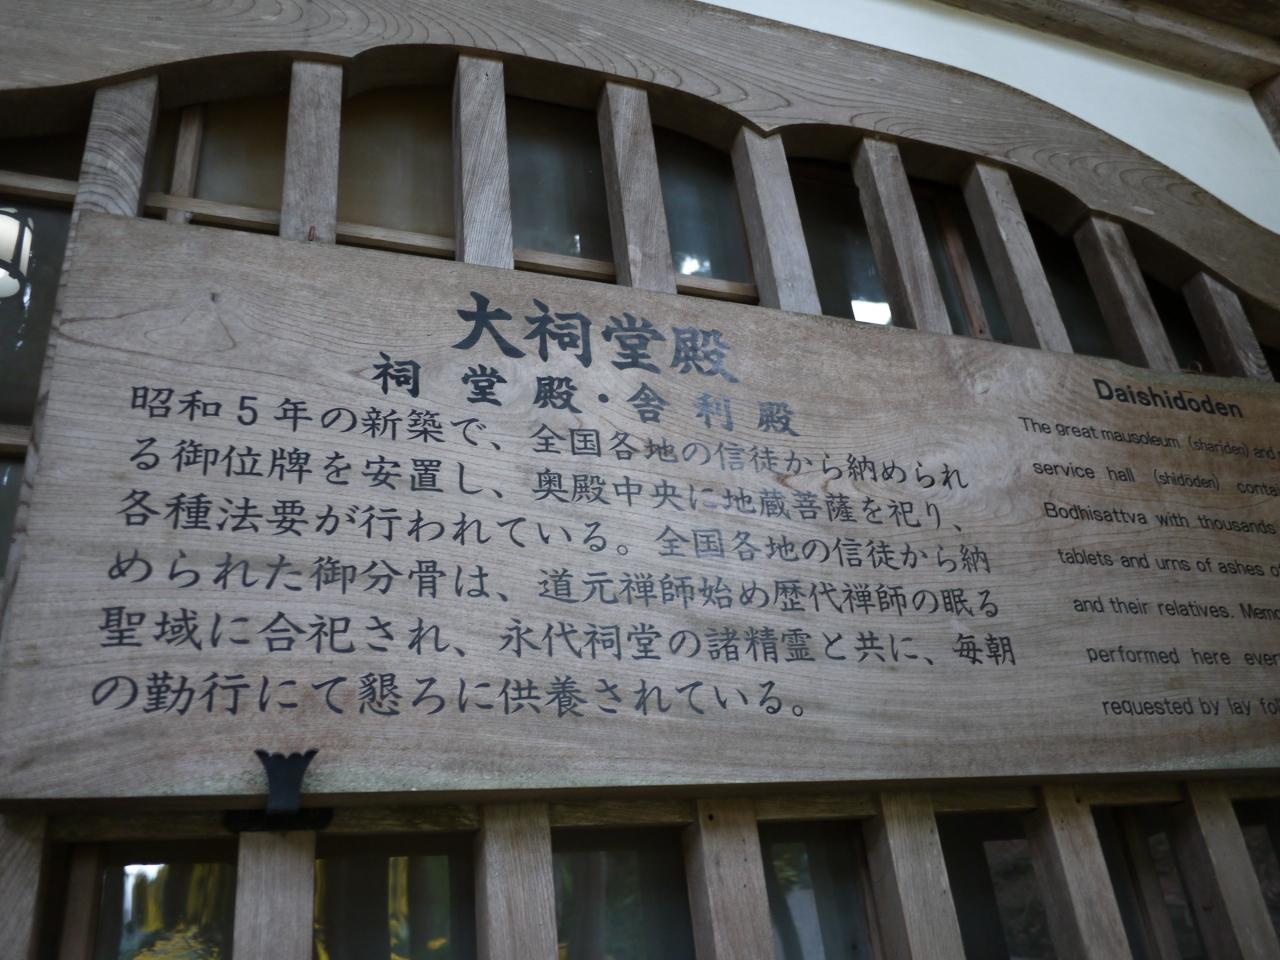 大祠堂殿
祠堂殿・舎利殿
昭和5年の新築で、全国各地の信徒から納められ
る御位牌を安置し、奥殿中央に地蔵菩薩を祀り、
各種法要が行われている。全国各地の信徒から納
められた御分骨は、道元禅師始め歴代禅師の眠る
聖域に合祀され、永代祠堂の諸精霊と共に、毎朝
の勤行にて懇ろに供養されている。
Daishidoden
The great mausoleum (shariden) and
service hall (shidoden)
Bodhisattva with thousands
tablets and urns of ashes
and their relatives.
performed here
requested by lay